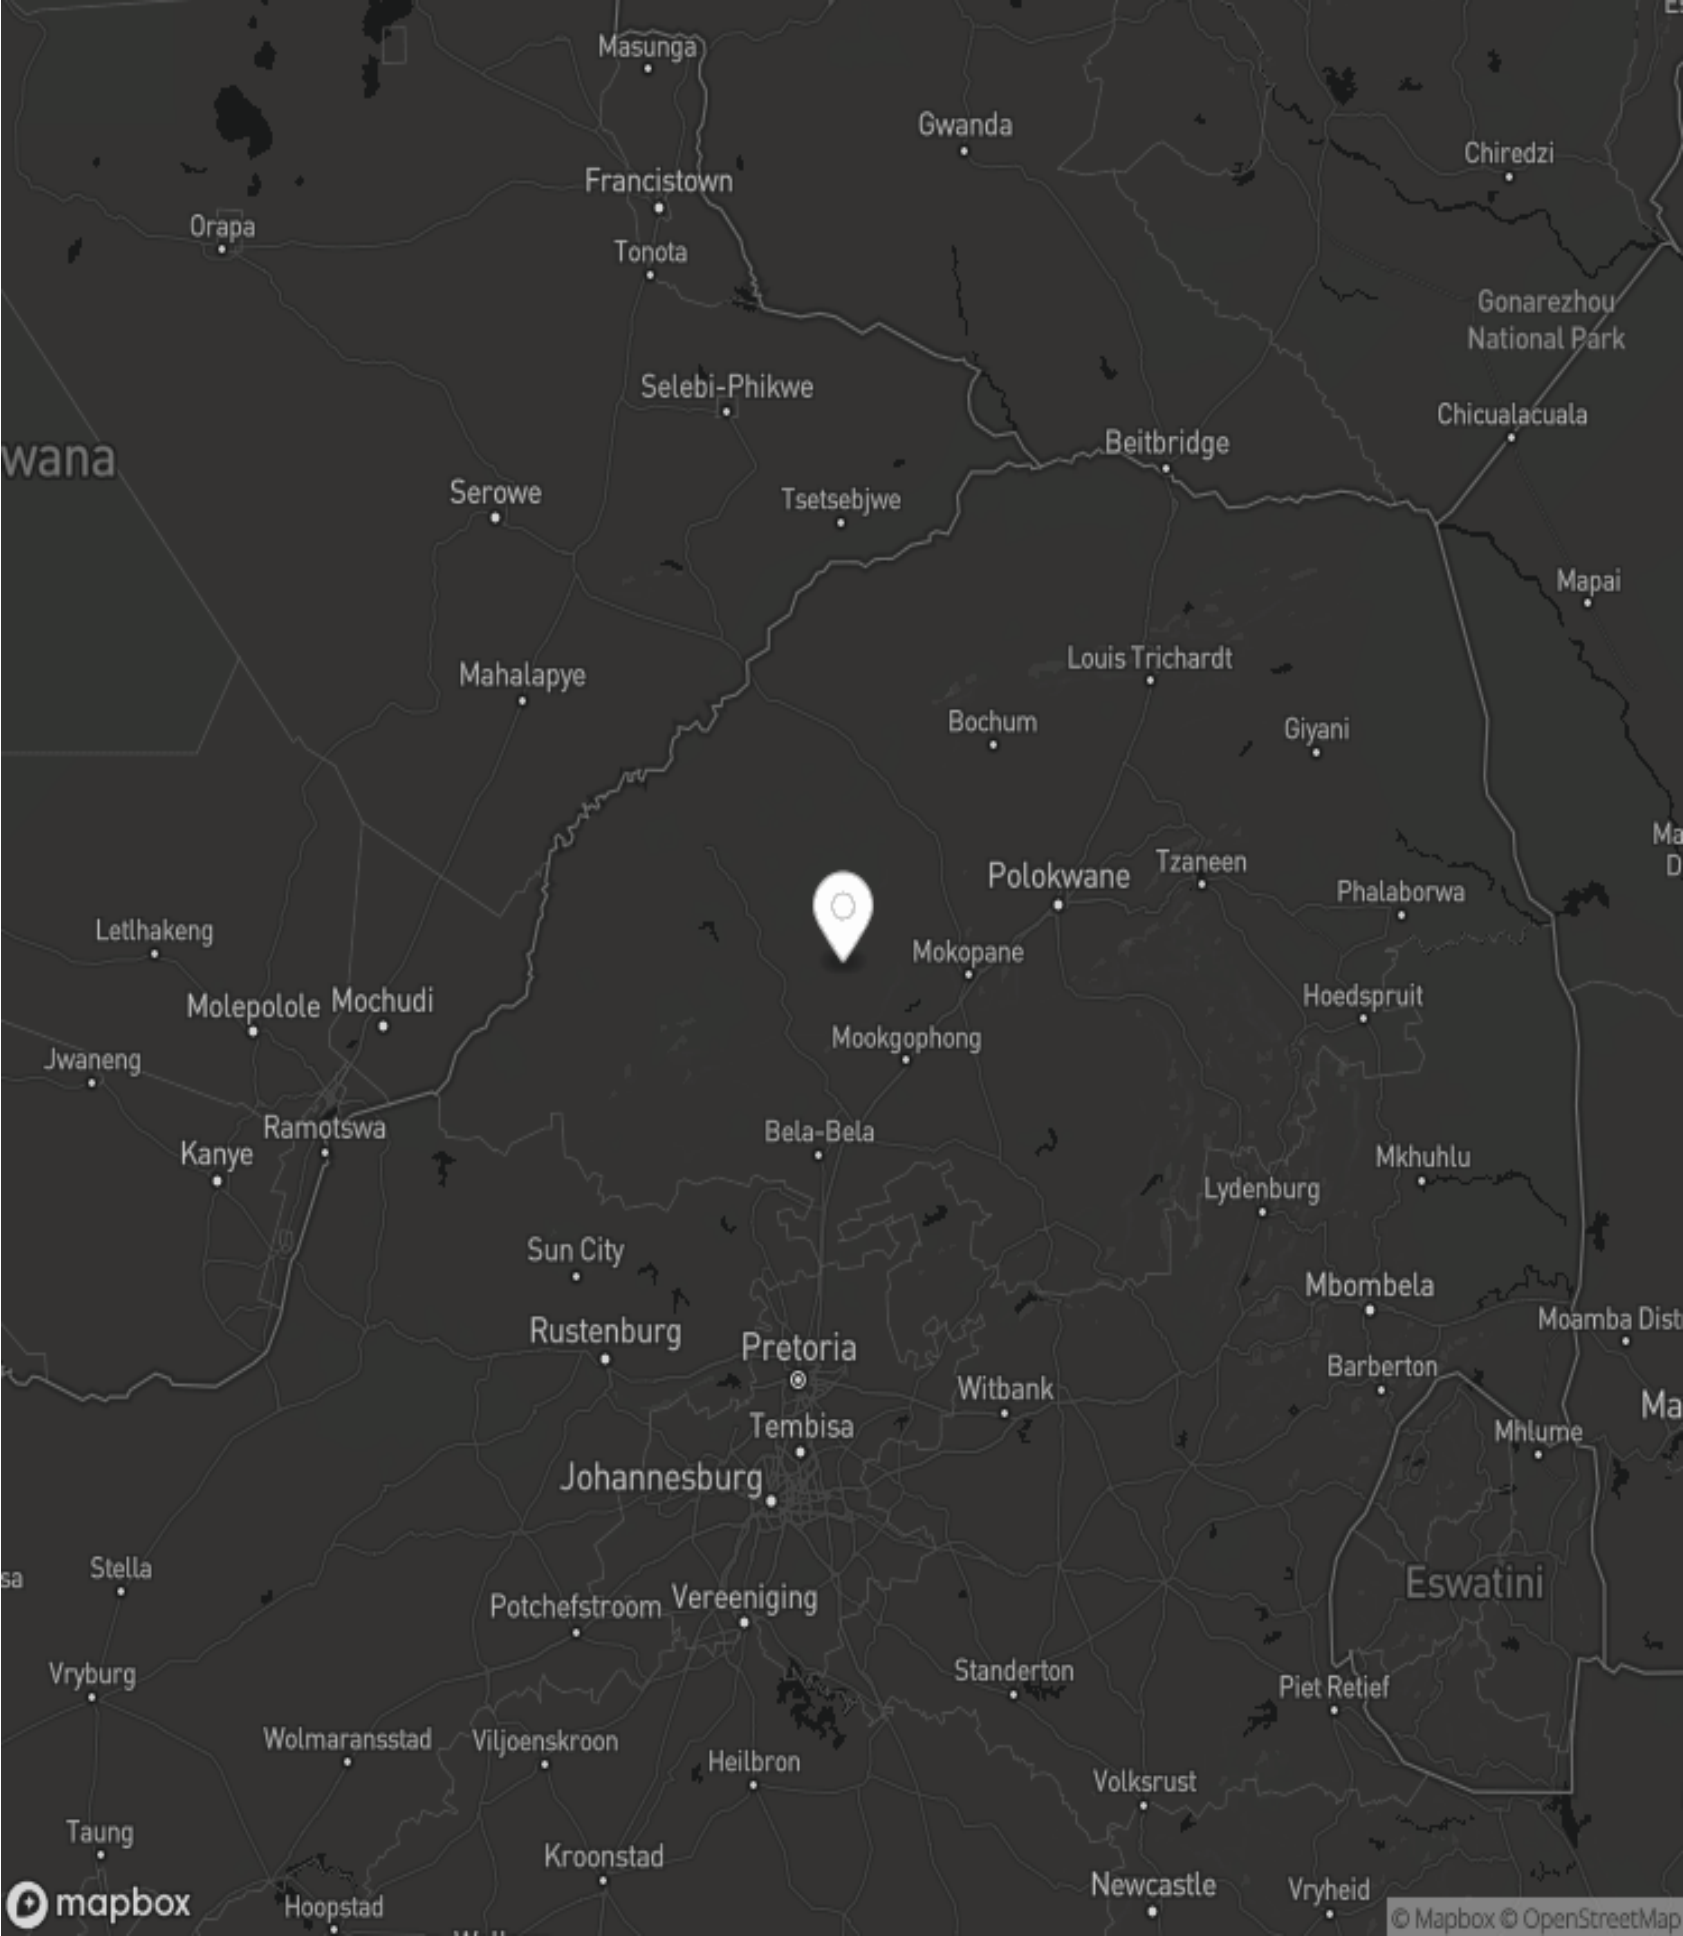 Masunga
Gwanda
Chiredzi
Francistown
Orapa
Tonota
Gonarezhou
National Park
Selebi-Phikwe
Chicualacuala
Beitbridge
wana
Serowe
Tsetsebjwe
Mapai
Louis Trichardt
Mahalapye
Bochum
Giyani
Ma
D
Polokwane
Tzaneen
Phalaborwa
Letlhakeng
Mokopane
Molepolole
Mochudi
Hoedspruit
Mookgophong
Jwaneng
Ramotswa
Bela-Bela
Kanye
Mkhuhlu
Lydenburg
Sun City
Mbombela
Moamba Dist
Rustenburg
Pretoria
Barberton
Witbank
Ma
Tembisa
Mhlume
Johannesburg
sa
Stella
Eswatini
Potchefstroom
Vereeniging
Vryburg
Standerton
Piet Retief
Wolmaransstad
Viljoenskroon
Heilbron
Volksrust
Taung
Kroonstad
Newcastle
Vryheid
mapbox
Hoopstad
© Mapbox © OpenStreetMap